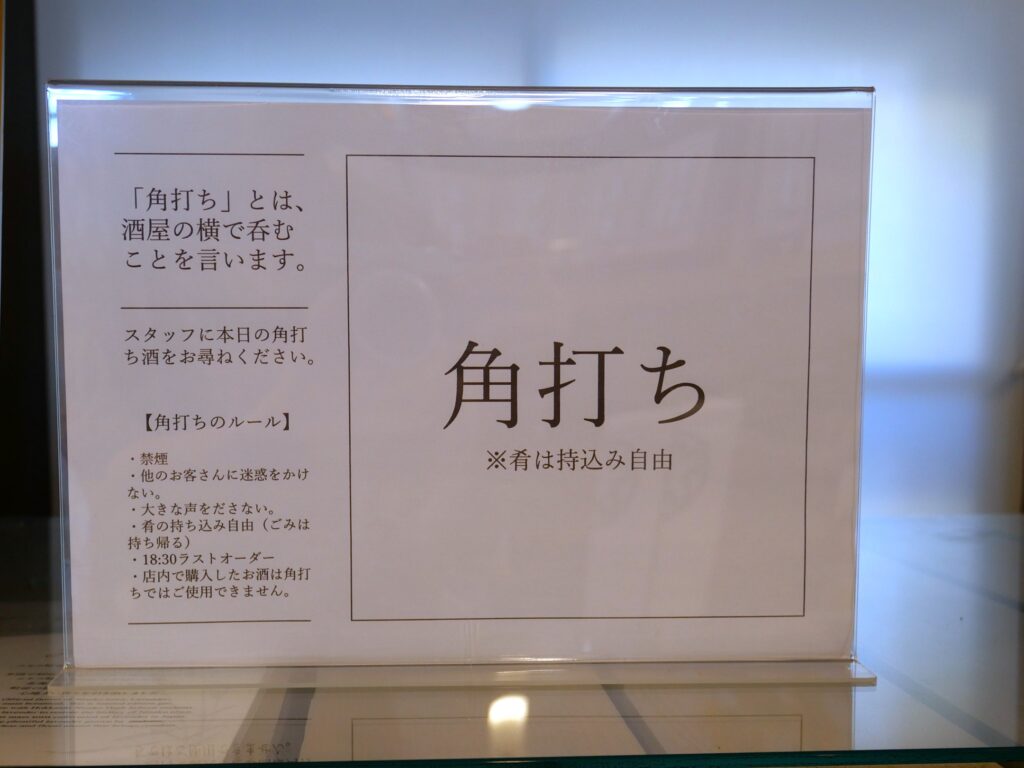 「角打ち」とは、
酒屋の横で呑む
ことを言います。
スタッフに本日の角打
ち酒をお尋ねください。
【角打ちのルール】
・禁煙
・他のお客さんに迷惑をかけ
ない。
・大きな声をださない。
・肴の持ち込み自由（ごみは
持ち帰る）
・18:30ラストオーダー
・店内で購入したお酒は角打
ちではご使用できません。
角打ち
※肴は持込み自由